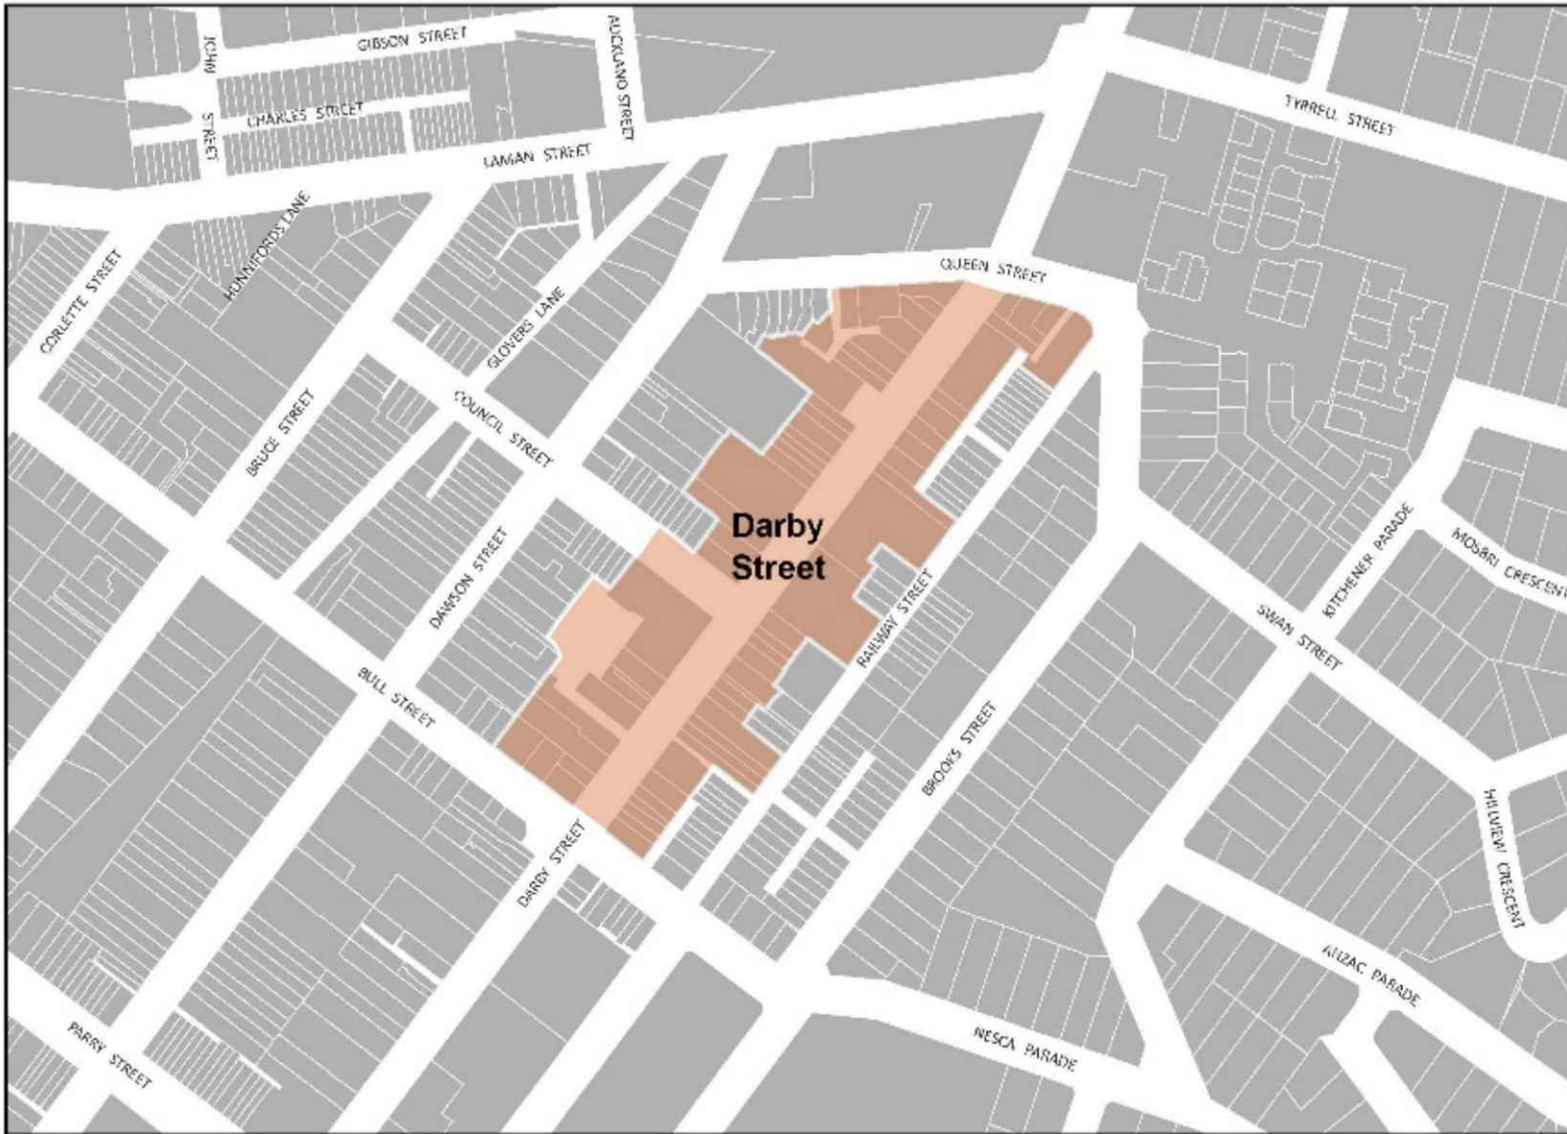 GIBSON STREET
JOHN STREET
AUCKLAND STREET
CHARLES STREET
TYRRELL STREET
LAMAN STREET
HUNNIFORDS LANE
CORLETTE STREET
QUEEN STREET
GLOVERS LANE
BRUCE STREET
COUNCIL STREET
Darby
Street
DAWSON STREET
KITCHENER PARADE
MOSBRI CRESCENT
RAILWAY STREET
SWAN STREET
BULL STREET
BROOKS STREET
HILLVIEW CRESCENT
DARBY STREET
ANZAC PARADE
NESCA PARADE
PARRY STREET